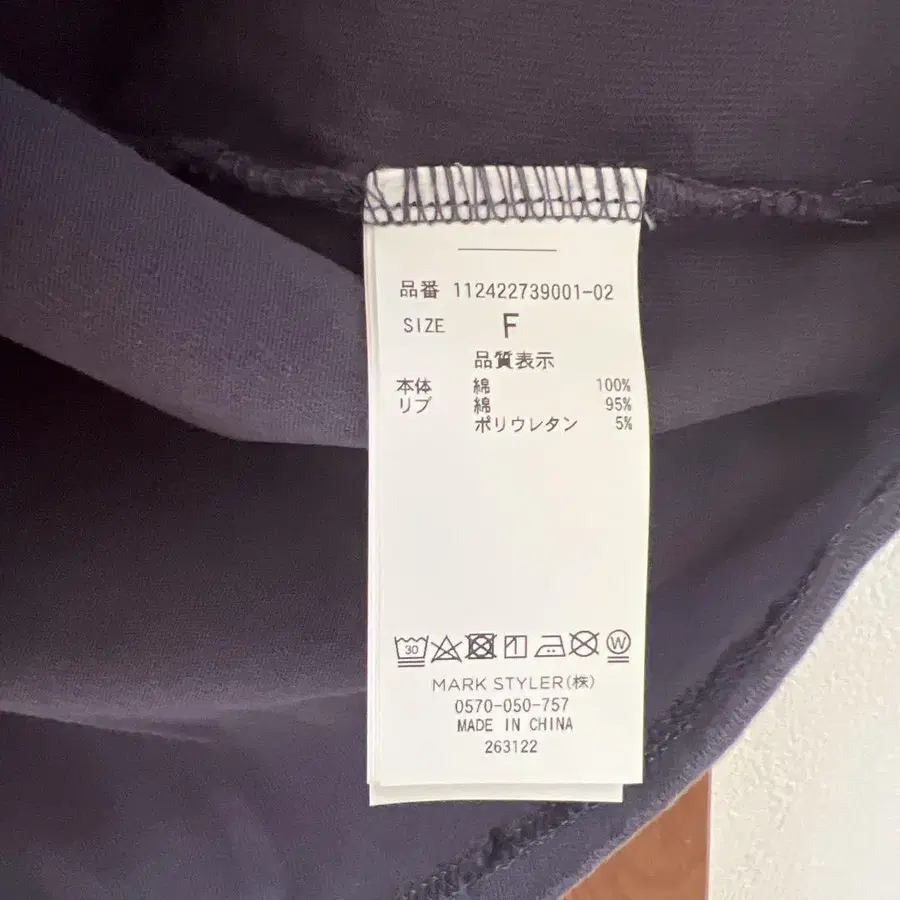 品番 112422739001-02
SIZE F
品質表示
本体 綿 100%
リブ 綿 95%
ポリウレタン 5%
30 W
MARK STYLER(株)
0570-050-757
MADE IN CHINA
263122